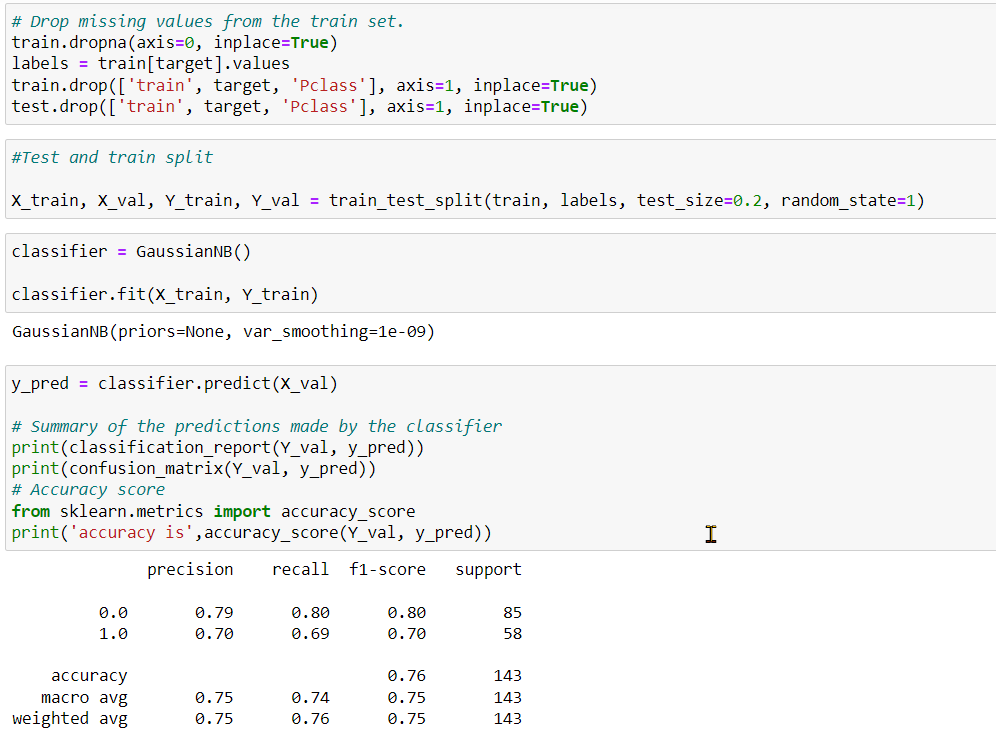 # Drop missing values from the train set.
train.dropna(axis=0, inplace=True)
labels = train[target].values
train.drop(['train', target, 'Pclass'], axis=1, inplace=True)
test.drop(['train', target, 'Pclass'], axis=1, inplace=True)
#Test and train split
X_train, X_val, Y_train, Y_val = train_test_split(train, labels, test_size=0.2, random_state=1)
classifier = GaussianNB()
classifier.fit(X_train, Y_train)
GaussianNB(priors=None, var_smoothing=1e-09)
y_pred = classifier.predict(X_val)
# Summary of the predictions made by the classifier
print(classification_report(Y_val, y_pred))
print(confusion_matrix(Y_val, y_pred))
# Accuracy score
from sklearn.metrics import accuracy_score
print('accuracy is',accuracy_score(Y_val, y_pred))
precision recall f1-score support
0.0 0.79 0.80 0.80 85
1.0 0.70 0.69 0.70 58
accuracy 0.76 143
macro avg 0.75 0.74 0.75 143
weighted avg 0.75 0.76 0.75 143